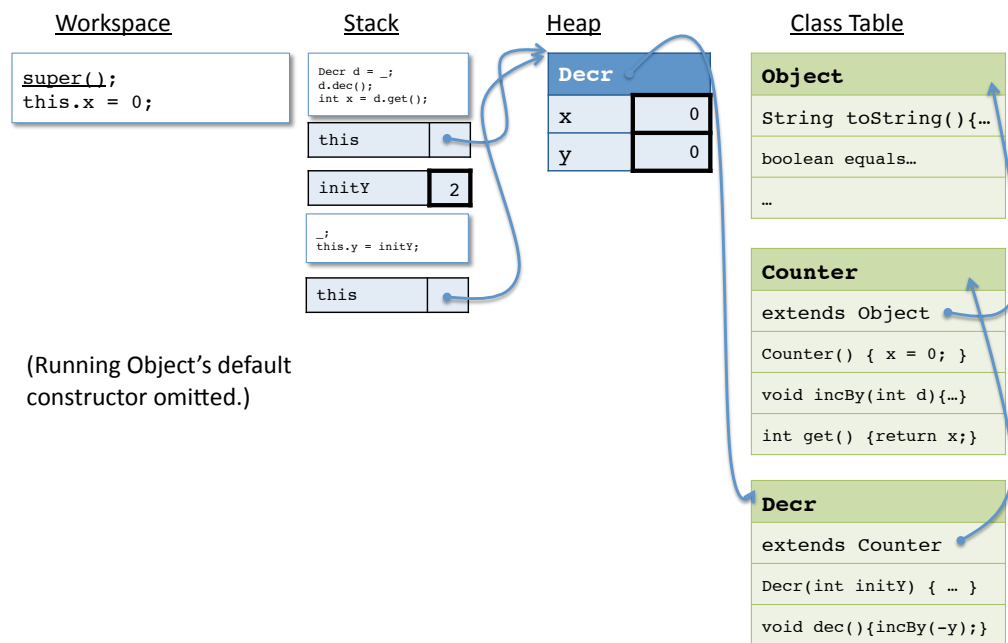 Workspace
Stack
Heap
Class Table
super();
this.x = 0;
Decr d = _;
d.dec();
int x = d.get();
this
initY 2
_;
this.y = initY;
this
Decr
x 0
y 0
Object
String toString(){…
boolean equals…
…
Counter
extends Object
Counter() { x = 0; }
void incBy(int d){…}
int get() {return x;}
Decr
extends Counter
Decr(int initY) { … }
void dec(){incBy(-y);}
(Running Object's default
constructor omitted.)